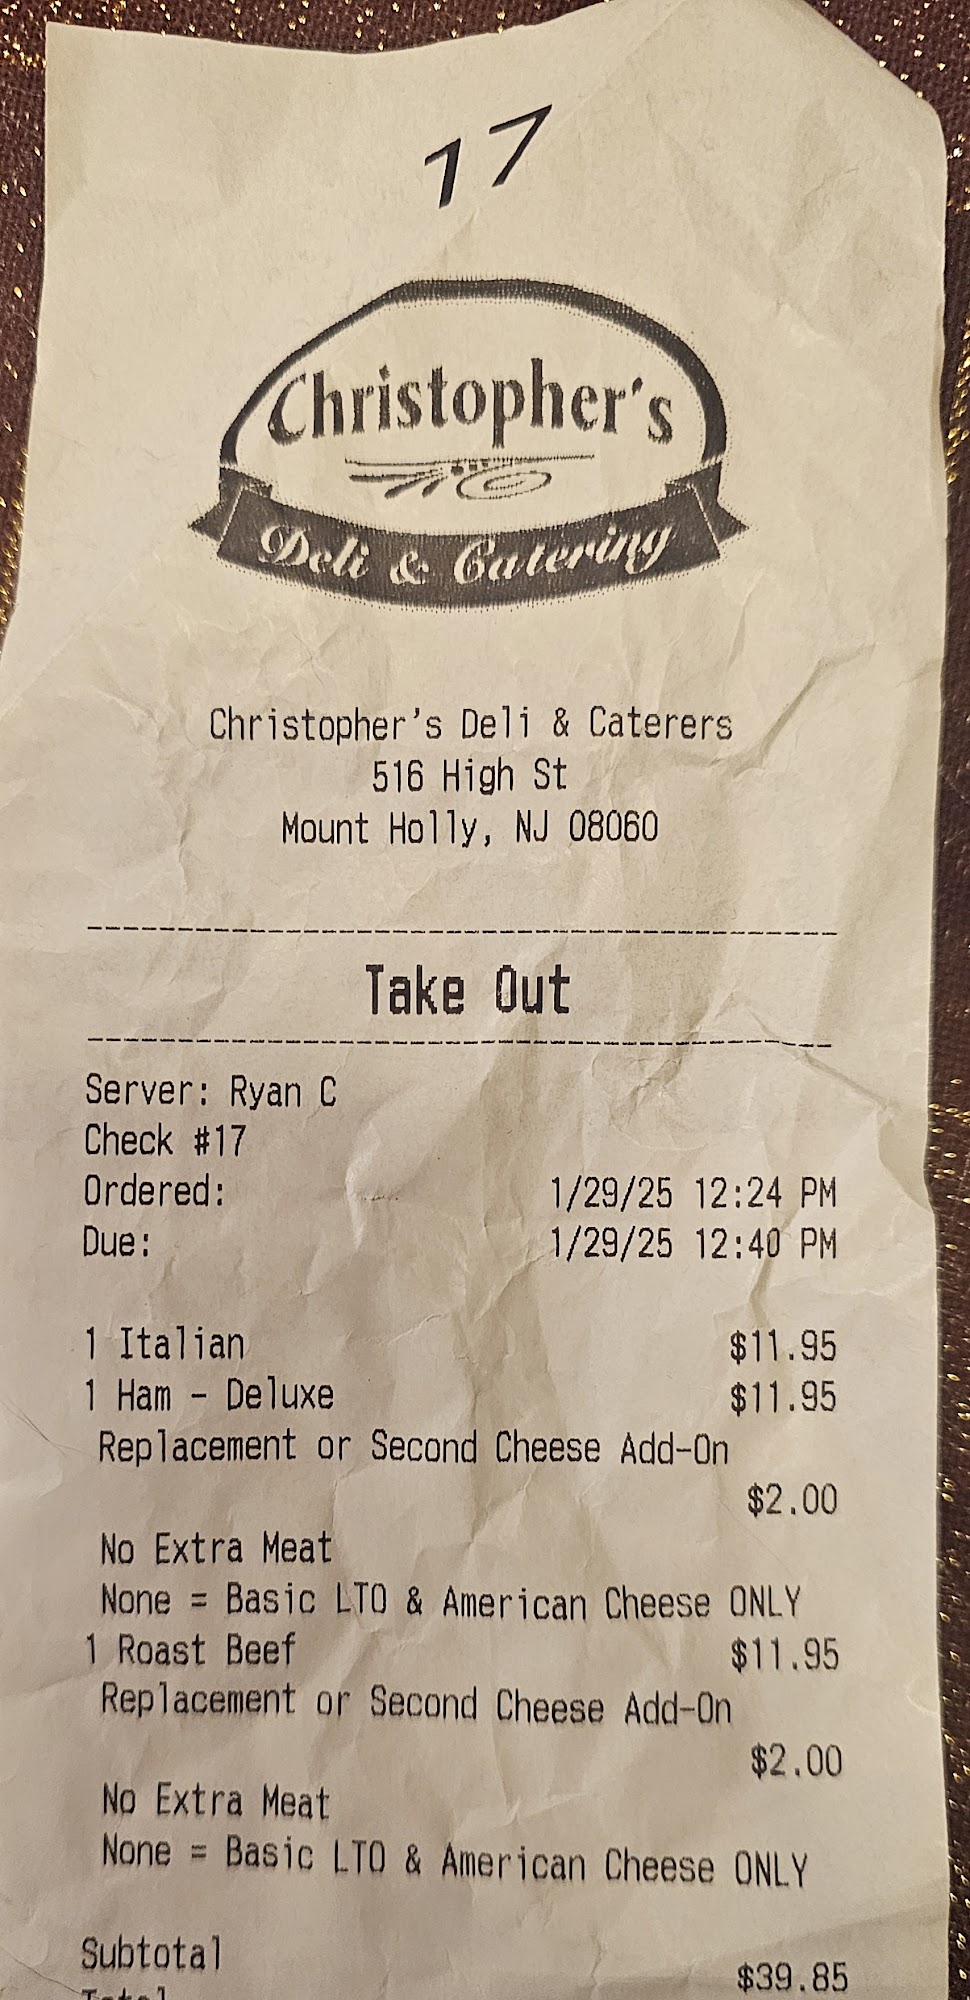 17
Christopher's
Deli & Catering
Christopher's Deli & Caterers
516 High St
Mount Holly, NJ 08060
Take Out
Server: Ryan C
Check #17
Ordered: 1/29/25 12:24 PM
Due: 1/29/25 12:40 PM
1 Italian $11.95
1 Ham - Deluxe $11.95
Replacement or Second Cheese Add-On
$2.00
No Extra Meat
None = Basic LTO & American Cheese ONLY
1 Roast Beef $11.95
Replacement or Second Cheese Add-On
$2.00
No Extra Meat
None = Basic LTO & American Cheese ONLY
Subtotal $39.85
Total